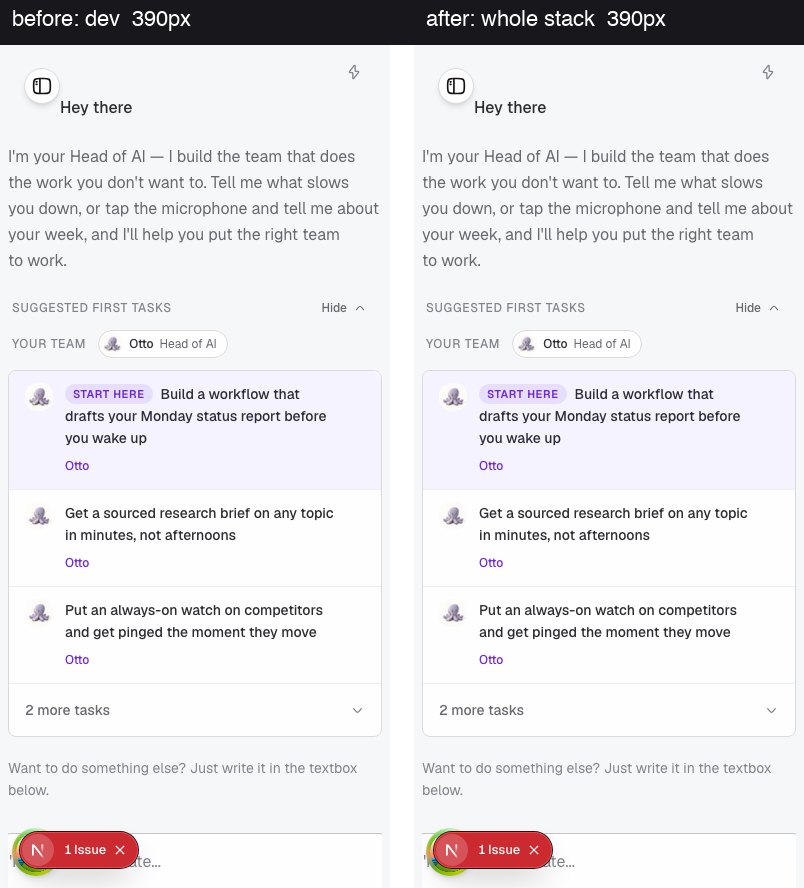 before: dev 390px
Hey there
I'm your Head of AI — I build the team that does
the work you don't want to. Tell me what slows
you down, or tap the microphone and tell me about
your week, and I'll help you put the right team
to work.
SUGGESTED FIRST TASKS Hide
YOUR TEAM Otto Head of AI
START HERE Build a workflow that
drafts your Monday status report before
you wake up
Otto
Get a sourced research brief on any topic
in minutes, not afternoons
Otto
Put an always-on watch on competitors
and get pinged the moment they move
Otto
2 more tasks
Want to do something else? Just write it in the textbox
below.
N 1 Issue
after: whole stack 390px
Hey there
I'm your Head of AI — I build the team that does
the work you don't want to. Tell me what slows
you down, or tap the microphone and tell me about
your week, and I'll help you put the right team
to work.
SUGGESTED FIRST TASKS Hide
YOUR TEAM Otto Head of AI
START HERE Build a workflow that
drafts your Monday status report before
you wake up
Otto
Get a sourced research brief on any topic
in minutes, not afternoons
Otto
Put an always-on watch on competitors
and get pinged the moment they move
Otto
2 more tasks
Want to do something else? Just write it in the textbox
below.
N 1 Issue